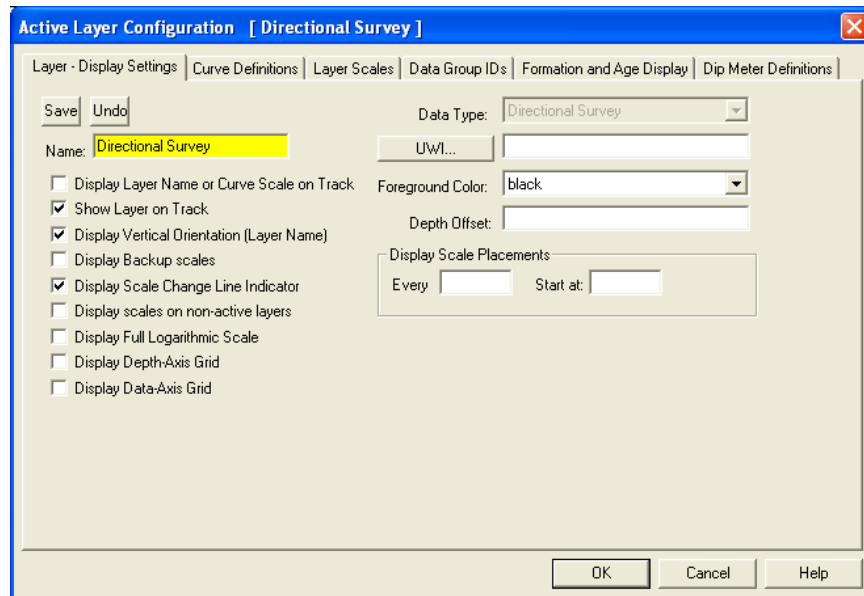 Active Layer Configuration [ Directional Survey ]
Layer - Display Settings Curve Definitions Layer Scales Data Group IDs Formation and Age Display Dip Meter Definitions
Save Undo
Name: Directional Survey
Display Layer Name or Curve Scale on Track
Show Layer on Track
Display Vertical Orientation (Layer Name)
Display Backup scales
Display Scale Change Line Indicator
Display scales on non-active layers
Display Full Logarithmic Scale
Display Depth-Axis Grid
Display Data-Axis Grid
Data Type: Directional Survey
UWI...
Foreground Color: black
Depth Offset:
Display Scale Placements
Every Start at:
OK Cancel Help